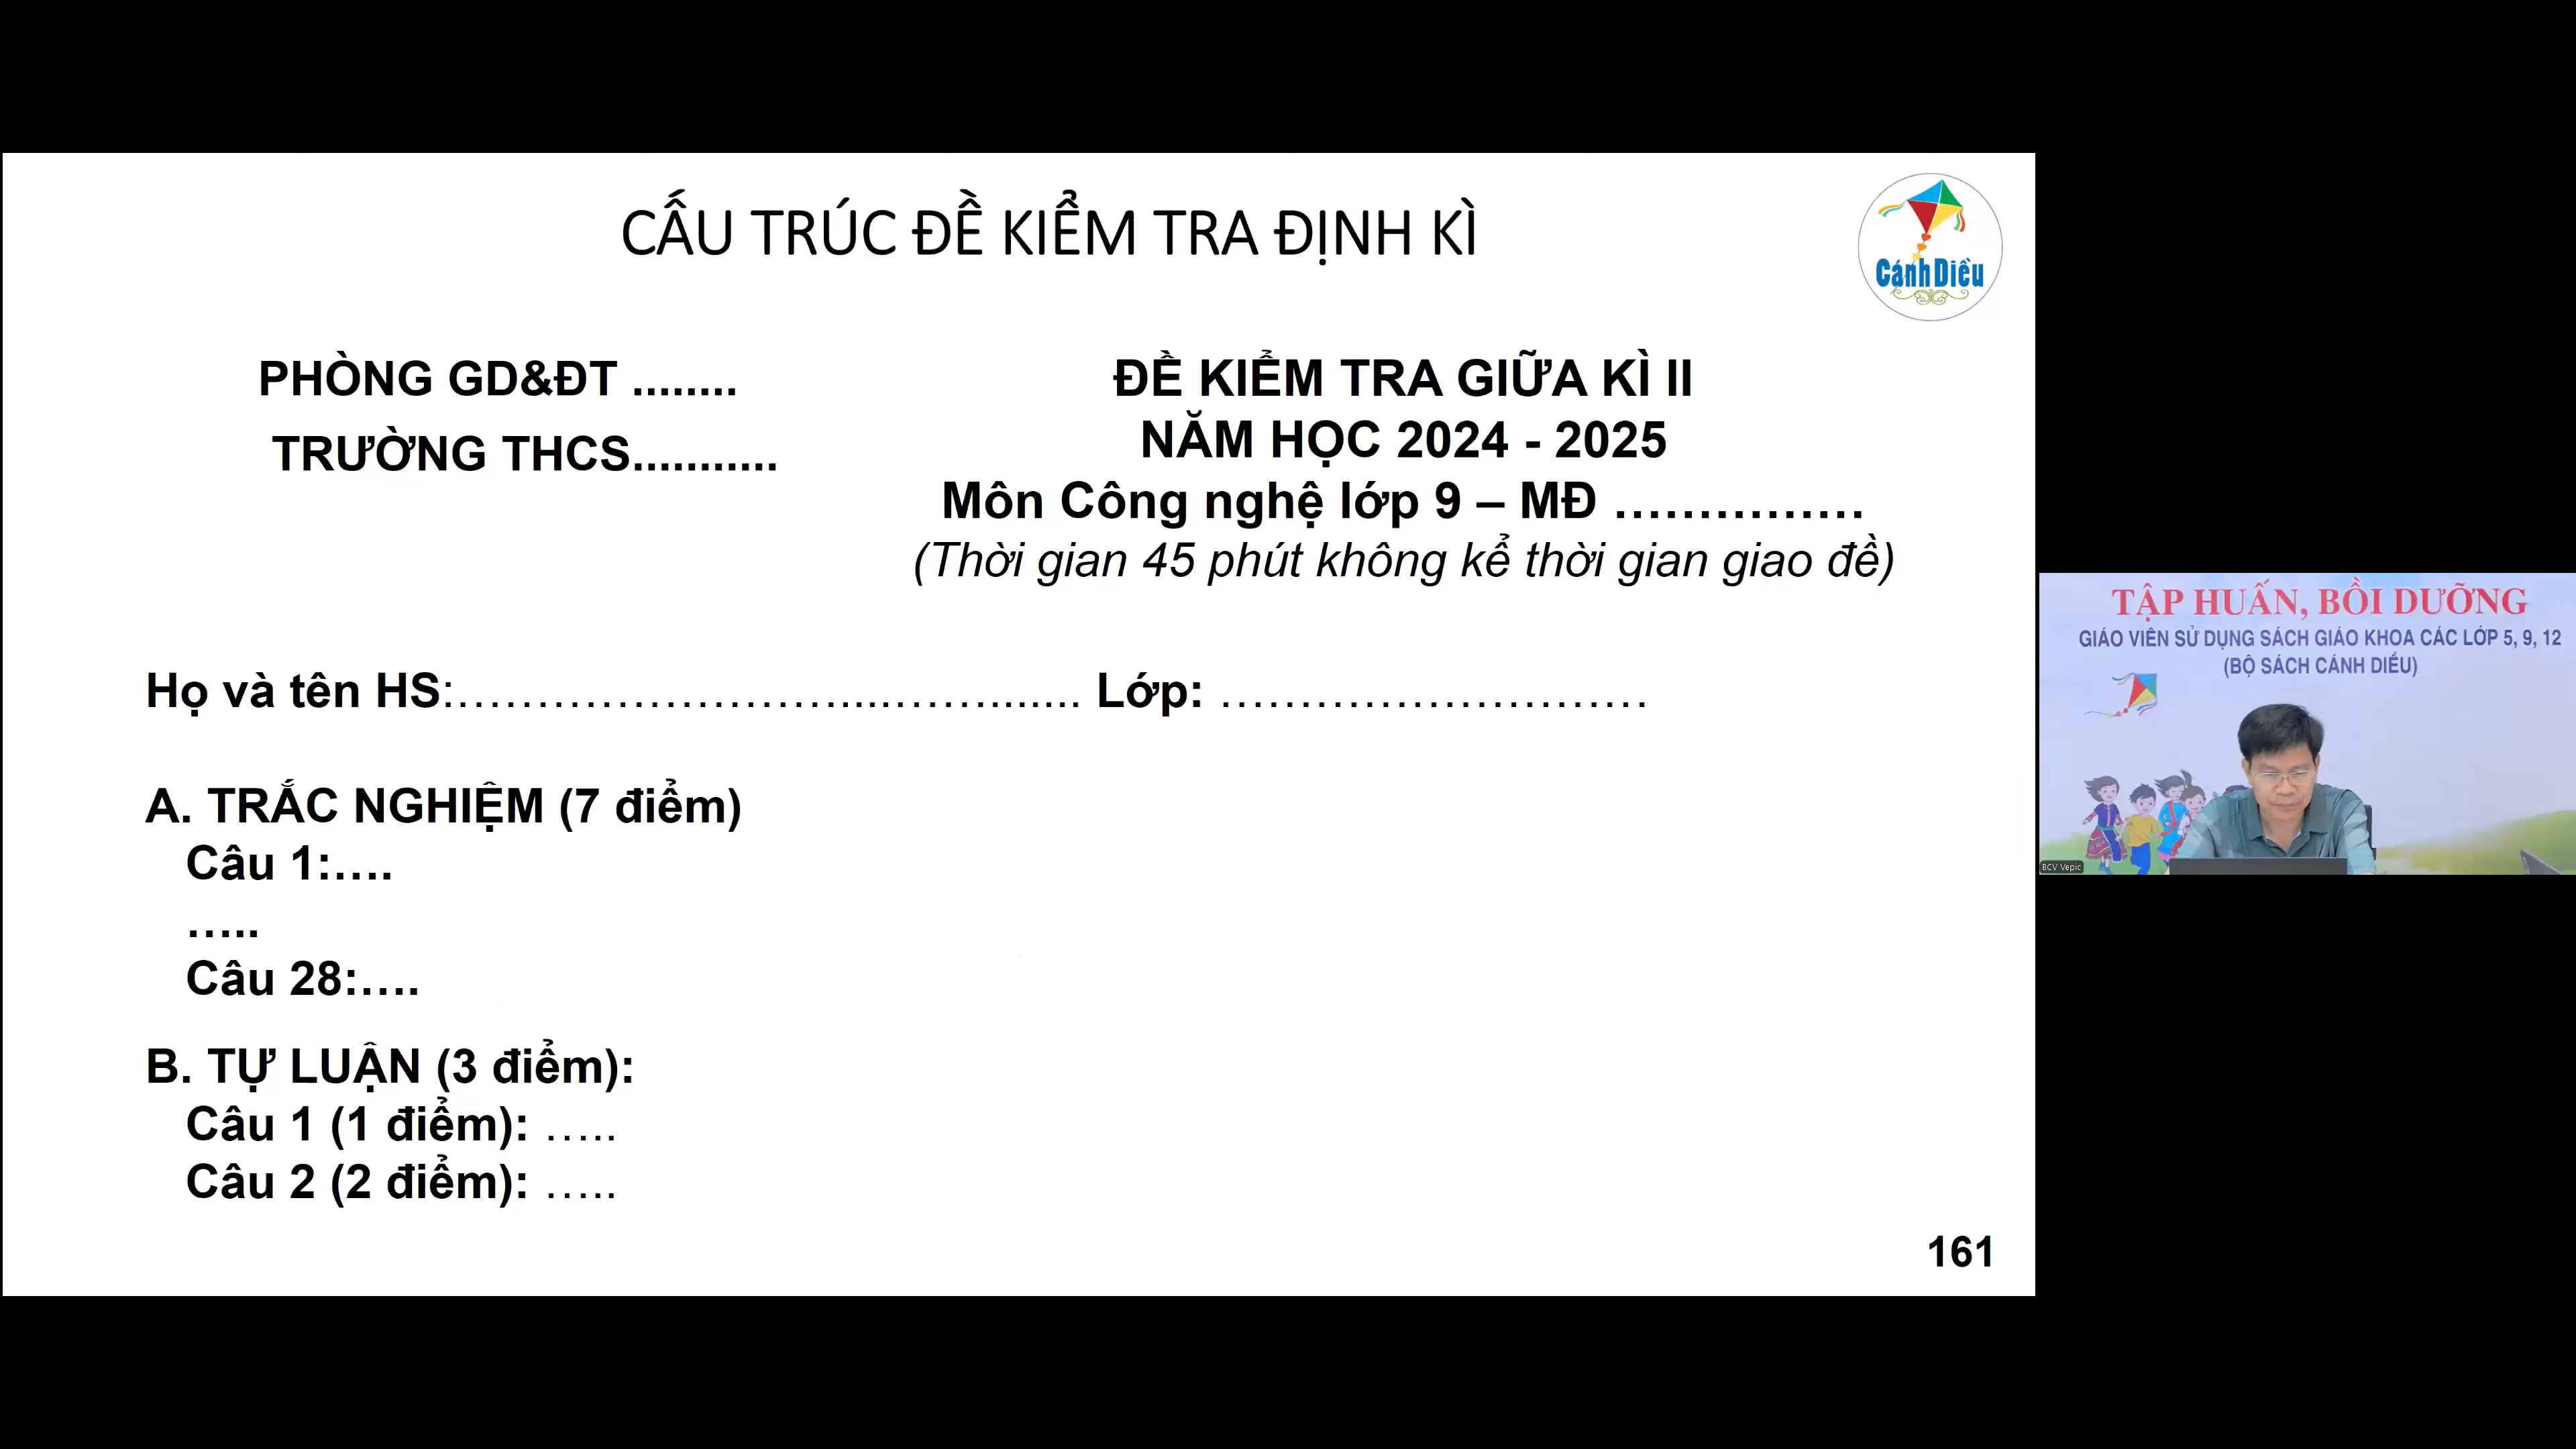 CẤU TRÚC ĐỀ KIỂM TRA ĐỊNH KÌ
Cánh Diều
PHÒNG GD&ĐT ........
TRƯỜNG THCS...........
ĐỀ KIỂM TRA GIỮA KÌ II
NĂM HỌC 2024 - 2025
Môn Công nghệ lớp 9 – MĐ ……………
(Thời gian 45 phút không kể thời gian giao đề)
Họ và tên HS:……………………....……....... Lớp: ………………………
A. TRẮC NGHIỆM (7 điểm)
Câu 1:….
…..
Câu 28:….
B. TỰ LUẬN (3 điểm):
Câu 1 (1 điểm): …..
Câu 2 (2 điểm): …..
161
TẬP HUẤN, BỒI DƯỠNG
GIÁO VIÊN SỬ DỤNG SÁCH GIÁO KHOA CÁC LỚP 5, 9, 12
(BỘ SÁCH CÁNH DIỀU)
BCV Vepic